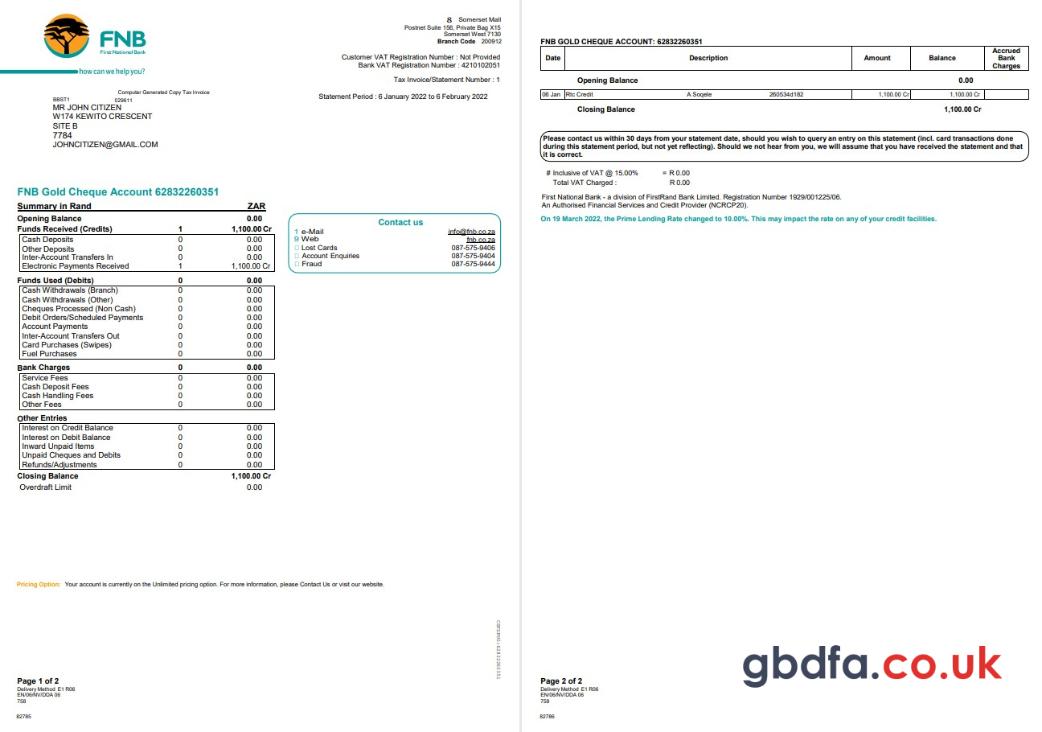 FNB
First National Bank
how can we help you?
8 Somerset Mall
Postnet Suite 156, Private Bag X15
Somerset West 7130
Branch Code 200912
Customer VAT Registration Number : Not Provided
Bank VAT Registration Number : 4210102051
Tax Invoice/Statement Number : 1
Statement Period : 6 January 2022 to 6 February 2022
Computer Generated Copy Tax Invoice
BBST1 029611
MR JOHN CITIZEN
W174 KEWITO CRESCENT
SITE B
7784
JOHNCITIZEN@GMAIL.COM
FNB Gold Cheque Account 62832260351
Summary in Rand ZAR
Opening Balance 0.00
Funds Received (Credits) 1 1,100.00 Cr
Cash Deposits 0 0.00
Other Deposits 0 0.00
Inter-Account Transfers In 0 0.00
Electronic Payments Received 1 1,100.00 Cr
Funds Used (Debits) 0 0.00
Cash Withdrawals (Branch) 0 0.00
Cash Withdrawals (Other) 0 0.00
Cheques Processed (Non Cash) 0 0.00
Debit Orders/Scheduled Payments 0 0.00
Account Payments 0 0.00
Inter-Account Transfers Out 0 0.00
Card Purchases (Swipes) 0 0.00
Fuel Purchases 0 0.00
Bank Charges 0 0.00
Service Fees 0 0.00
Cash Deposit Fees 0 0.00
Cash Handling Fees 0 0.00
Other Fees 0 0.00
Other Entries
Interest on Credit Balance 0 0.00
Interest on Debit Balance 0 0.00
Inward Unpaid Items 0 0.00
Unpaid Cheques and Debits 0 0.00
Refunds/Adjustments 0 0.00
Closing Balance 1,100.00 Cr
Overdraft Limit 0.00
Contact us
e-Mail info@fnb.co.za
Web fnb.co.za
Lost Cards 087-575-9406
Account Enquiries 087-575-9404
Fraud 087-575-9444
Pricing Option: Your account is currently on the Unlimited pricing option. For more information, please Contact Us or visit our website.
Page 1 of 2
Delivery Method E1 R08
EN/06/NV/DDA 06
758
82785
FNB GOLD CHEQUE ACCOUNT: 62832260351
Date Description Amount Balance Accrued Bank Charges
Opening Balance 0.00
06 Jan Rtc Credit A Soqele 260534d182 1,100.00 Cr 1,100.00 Cr
Closing Balance 1,100.00 Cr
Please contact us within 30 days from your statement date, should you wish to query an entry on this statement (incl. card transactions done
during this statement period, but not yet reflecting). Should we not hear from you, we will assume that you have received the statement and that
it is correct.
# Inclusive of VAT @ 15.00% = R 0.00
Total VAT Charged : R 0.00
First National Bank - a division of FirstRand Bank Limited. Registration Number 1929/001225/06.
An Authorised Financial Services and Credit Provider (NCRCP20).
On 19 March 2022, the Prime Lending Rate changed to 10.00%. This may impact the rate on any of your credit facilities.
gbdfa.co.uk
Page 2 of 2
Delivery Method E1 R08
EN/06/NV/DDA 06
758
82786